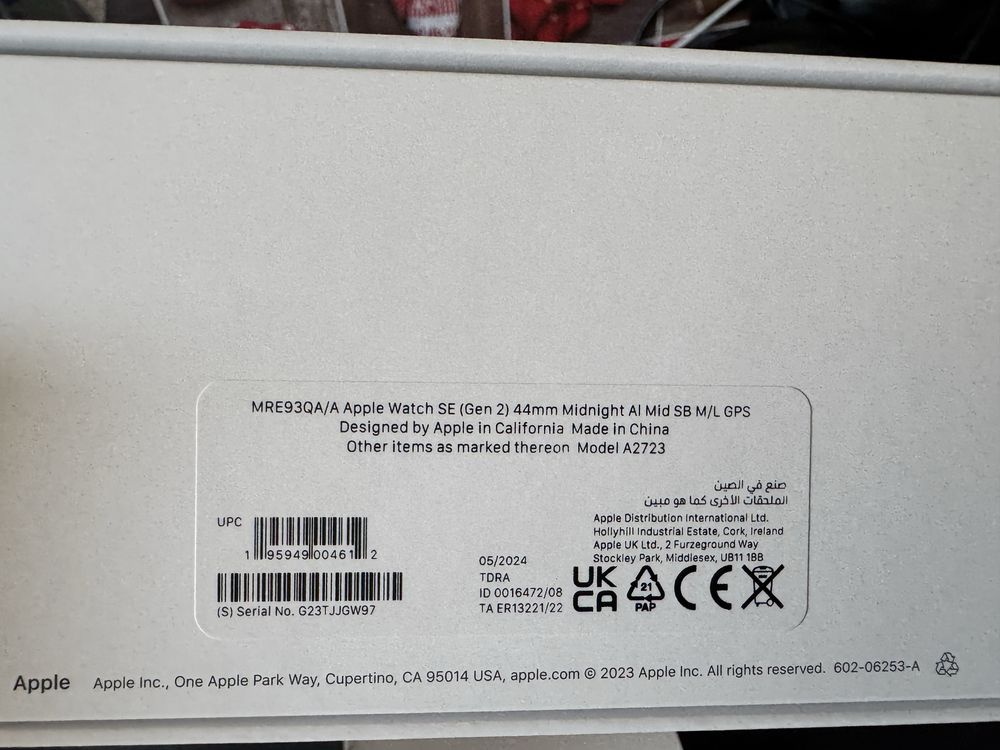 MRE93QA/A Apple Watch SE (Gen 2) 44mm Midnight Al Mid SB M/L GPS
Designed by Apple in California Made in China
Other items as marked thereon Model A2723
صنع في الصين
الملحقات الأخرى كما هو مبين
Apple Distribution International Ltd.
Hollyhill Industrial Estate, Cork, Ireland
Apple UK Ltd., 2 Furzeground Way
Stockley Park, Middlesex, UB11 1BB
UPC
1 95949 00461 2
(S) Serial No. G23TJJGW97
05/2024
TDRA
ID 0016472/08
TA ER13221/22
UK
CA
21
PAP
CE
Apple
Apple Inc., One Apple Park Way, Cupertino, CA 95014 USA, apple.com © 2023 Apple Inc. All rights reserved. 602-06253-A